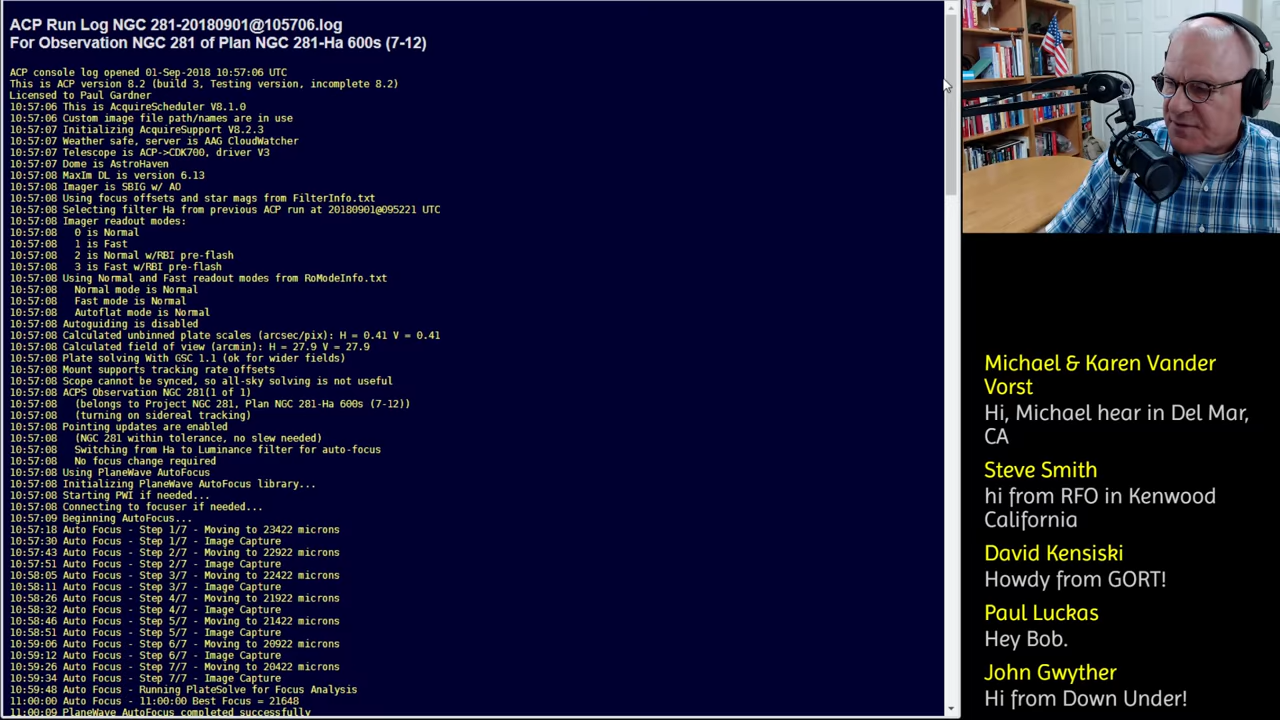 ACP Run Log NGC 281-20180901@105706.log
For Observation NGC 281 of Plan NGC 281-Ha 600s (7-12)
ACP console log opened 01-Sep-2018 10:57:06 UTC
This is ACP version 8.2 (build 3, Testing version, incomplete 8.2)
Licensed to Paul Gardner
10:57:06 This is AcquireScheduler V8.1.0
10:57:06 Custom image file path/names are in use
10:57:07 Initializing AcquireSupport V8.2.3
10:57:07 Weather safe, server is AAG CloudWatcher
10:57:07 Telescope is ACP->CDK700, driver V3
10:57:07 Dome is AstroHaven
10:57:08 MaxIm DL is version 6.13
10:57:08 Imager is SBIG w/ AO
10:57:08 Using focus offsets and star mags from FilterInfo.txt
10:57:08 Selecting filter Ha from previous ACP run at 20180901@095221 UTC
10:57:08 Imager readout modes:
10:57:08   0 is Normal
10:57:08   1 is Fast
10:57:08   2 is Normal w/RBI pre-flash
10:57:08   3 is Fast w/RBI pre-flash
10:57:08 Using Normal and Fast readout modes from RoModeInfo.txt
10:57:08   Normal mode is Normal
10:57:08   Fast mode is Normal
10:57:08   Autoflat mode is Normal
10:57:08 Autoguiding is disabled
10:57:08 Calculated unbinned plate scales (arcsec/pix): H = 0.41 V = 0.41
10:57:08 Calculated field of view (arcmin): H = 27.9 V = 27.9
10:57:08 Plate solving With GSC 1.1 (ok for wider fields)
10:57:08 Mount supports tracking rate offsets
10:57:08 Scope cannot be synced, so all-sky solving is not useful
10:57:08 ACPS Observation NGC 281(1 of 1)
10:57:08   (belongs to Project NGC 281, Plan NGC 281-Ha 600s (7-12))
10:57:08   (turning on sidereal tracking)
10:57:08 Pointing updates are enabled
10:57:08   (NGC 281 within tolerance, no slew needed)
10:57:08   Switching from Ha to Luminance filter for auto-focus
10:57:08   No focus change required
10:57:08 Using PlaneWave AutoFocus
10:57:08 Initializing PlaneWave AutoFocus library...
10:57:08 Starting PWI if needed...
10:57:08 Connecting to focuser if needed...
10:57:09 Beginning AutoFocus...
10:57:18 Auto Focus - Step 1/7 - Moving to 23422 microns
10:57:30 Auto Focus - Step 1/7 - Image Capture
10:57:43 Auto Focus - Step 2/7 - Moving to 22922 microns
10:57:51 Auto Focus - Step 2/7 - Image Capture
10:58:05 Auto Focus - Step 3/7 - Moving to 22422 microns
10:58:11 Auto Focus - Step 3/7 - Image Capture
10:58:26 Auto Focus - Step 4/7 - Moving to 21922 microns
10:58:32 Auto Focus - Step 4/7 - Image Capture
10:58:46 Auto Focus - Step 5/7 - Moving to 21422 microns
10:58:51 Auto Focus - Step 5/7 - Image Capture
10:59:06 Auto Focus - Step 6/7 - Moving to 20922 microns
10:59:12 Auto Focus - Step 6/7 - Image Capture
10:59:26 Auto Focus - Step 7/7 - Moving to 20422 microns
10:59:34 Auto Focus - Step 7/7 - Image Capture
10:59:48 Auto Focus - Running PlateSolve for Focus Analysis
11:00:00 Auto Focus - 11:00:00 Best Focus = 21648
11:00:09 PlaneWave AutoFocus completed successfully
Michael & Karen Vander
Vorst
Hi, Michael hear in Del Mar,
CA
Steve Smith
hi from RFO in Kenwood
California
David Kensiski
Howdy from GORT!
Paul Luckas
Hey Bob.
John Gwyther
Hi from Down Under!